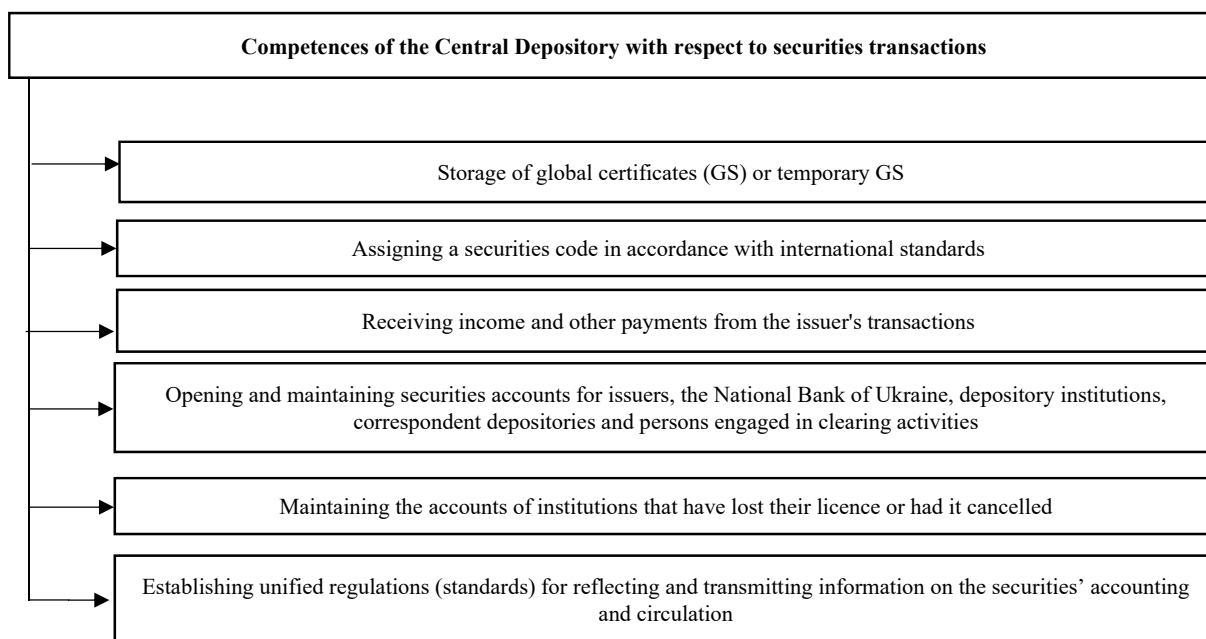 Competences of the Central Depository with respect to securities transactions
Storage of global certificates (GS) or temporary GS
Assigning a securities code in accordance with international standards
Receiving income and other payments from the issuer's transactions
Opening and maintaining securities accounts for issuers, the National Bank of Ukraine, depository institutions,
correspondent depositories and persons engaged in clearing activities
Maintaining the accounts of institutions that have lost their licence or had it cancelled
Establishing unified regulations (standards) for reflecting and transmitting information on the securities’ accounting
and circulation